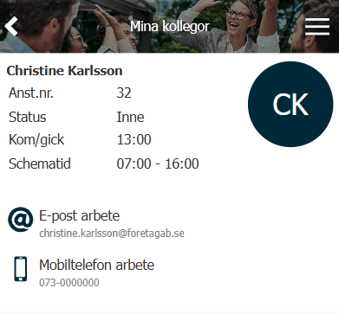 Mina kollegor
Christine Karlsson
Anst.nr. 32
Status Inne
Kom/gick 13:00
Schematid 07:00 - 16:00
CK
E-post arbete
christine.karlsson@foretagab.se
Mobiltelefon arbete
073-0000000